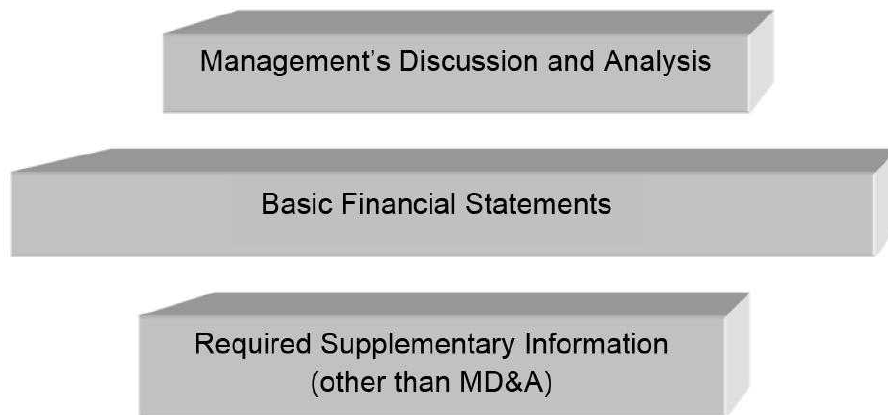 Management’s Discussion and Analysis
Basic Financial Statements
Required Supplementary Information
(other than MD&A)